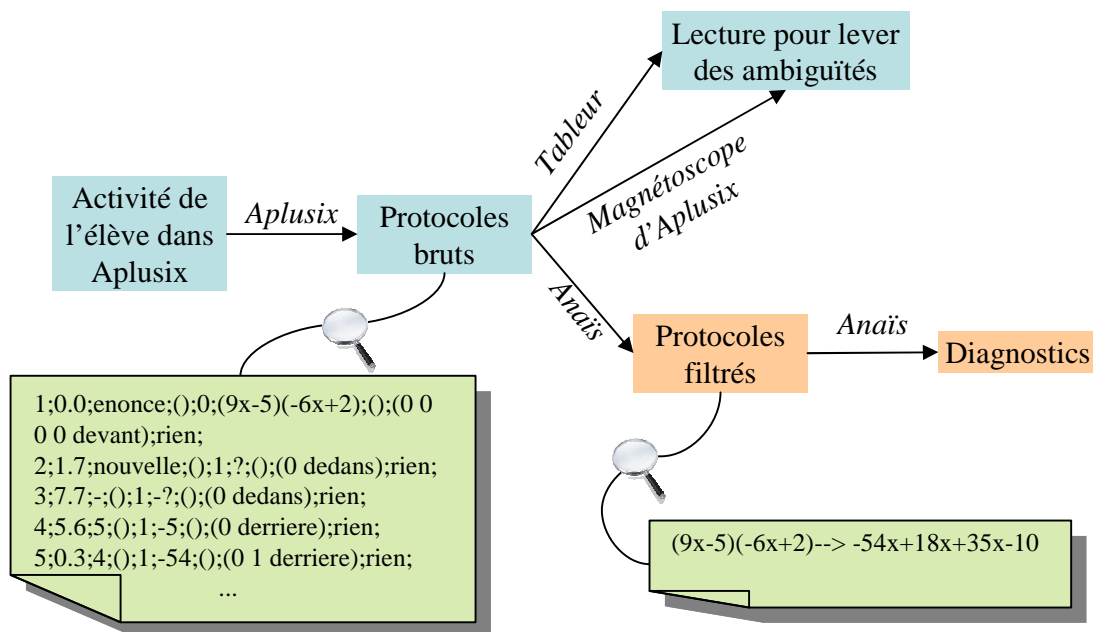 Lecture pour lever
des ambiguïtés
Tableur
Magnétoscope
d’Aplusix
Activité de
l’élève dans
Aplusix
Aplusix
Protocoles
bruts
Anaïs
Protocoles
filtrés
Anaïs
Diagnostics
1;0.0;enonce;();0;(9x-5)(-6x+2);();(0 0
0 0 devant);rien;
2;1.7;nouvelle;();1;?;();(0 dedans);rien;
3;7.7;-;();1;-?;();(0 dedans);rien;
4;5.6;5;();1;-5;();(0 derriere);rien;
5;0.3;4;();1;-54;();(0 1 derriere);rien;
...
(9x-5)(-6x+2)--> -54x+18x+35x-10